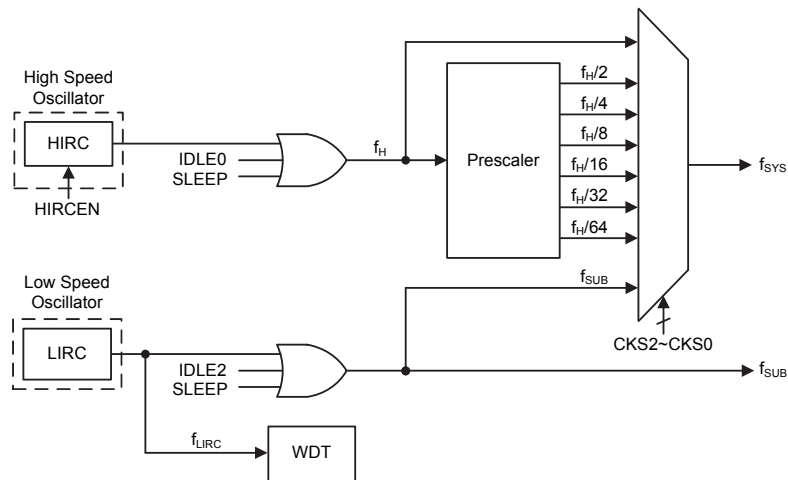 High Speed
Oscillator
HIRC
HIRCEN
IDLE0
SLEEP
fH
Prescaler
fH/2
fH/4
fH/8
fH/16
fH/32
fH/64
fSYS
CKS2~CKS0
Low Speed
Oscillator
LIRC
IDLE2
SLEEP
fSUB
fSUB
fLIRC
WDT